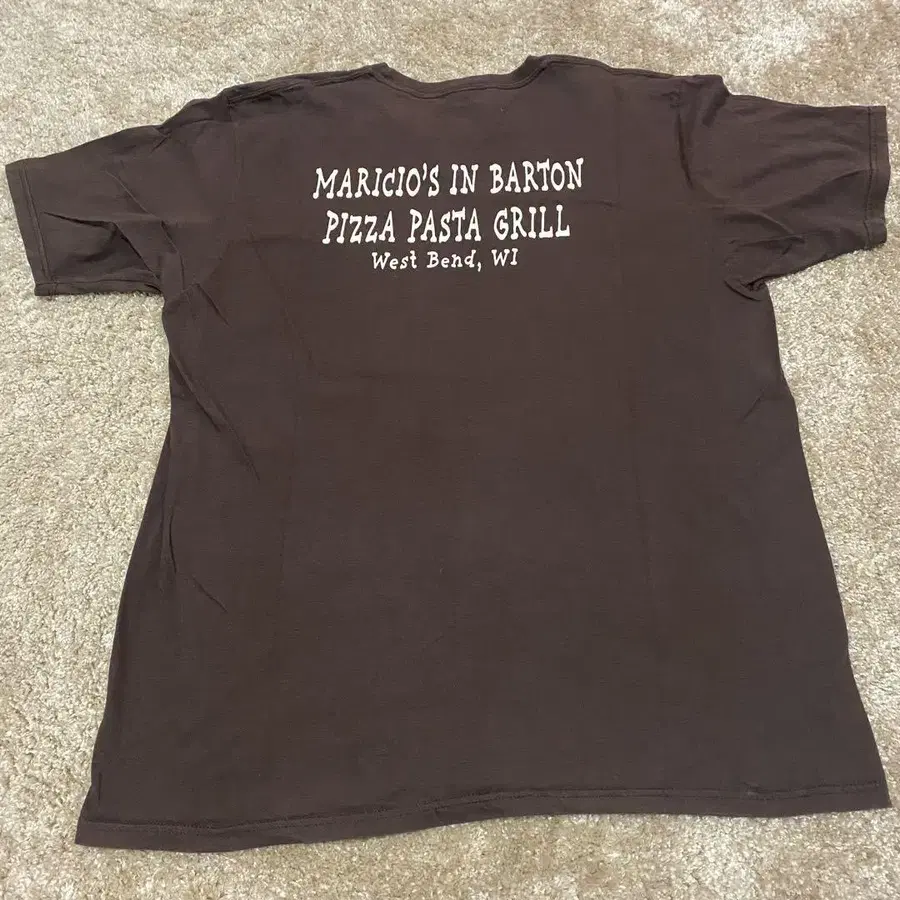 MARICIO'S IN BARTON
PIZZA PASTA GRILL
West Bend, WI